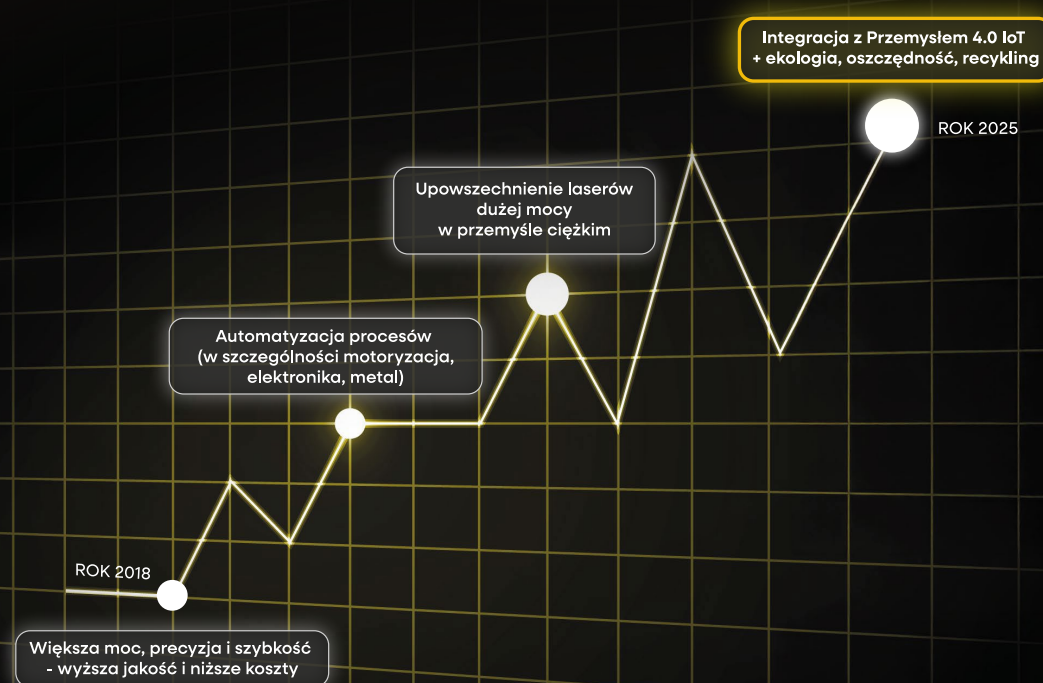 Integracja z Przemysłem 4.0 IoT
+ ekologia, oszczędność, recykling
ROK 2025
Upowszechnienie laserów
dużej mocy
w przemyśle ciężkim
Automatyzacja procesów
(w szczególności motoryzacja,
elektronika, metal)
ROK 2018
Większa moc, precyzja i szybkość
- wyższa jakość i niższe koszty